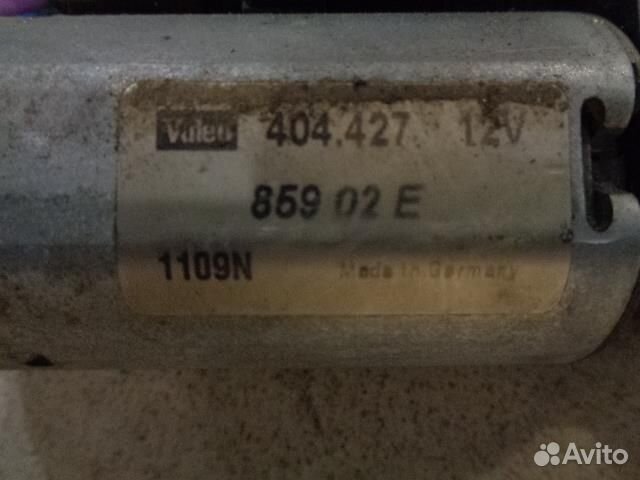 Valeo 404.427 12V
859 02 E
1109N Made in Germany
Avito